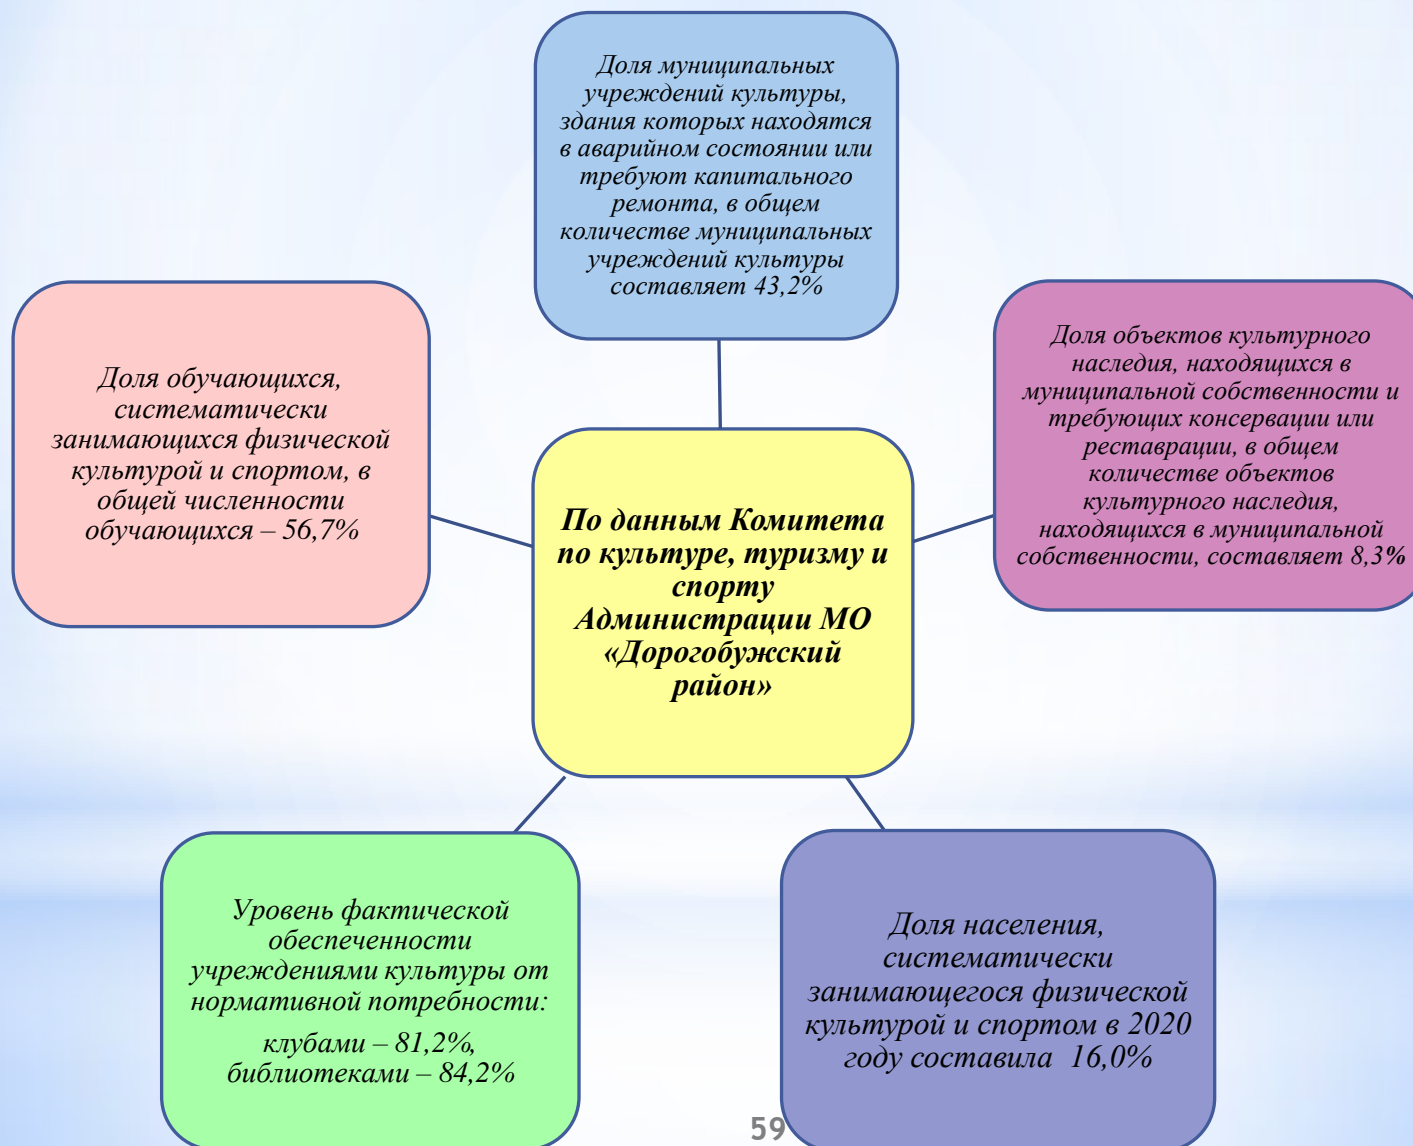 Доля муниципальных
учреждений культуры,
здания которых находятся
в аварийном состоянии или
требуют капитального
ремонта, в общем
количестве муниципальных
учреждений культуры
составляет 43,2%
Доля обучающихся,
систематически
занимающихся физической
культурой и спортом, в
общей численности
обучающихся – 56,7%
Доля объектов культурного
наследия, находящихся в
муниципальной собственности и
требующих консервации или
реставрации, в общем
количестве объектов
культурного наследия,
находящихся в муниципальной
собственности, составляет 8,3%
По данным Комитета
по культуре, туризму и
спорту
Администрации МО
«Дорогобужский
район»
Уровень фактической
обеспеченности
учреждениями культуры от
нормативной потребности:
клубами – 81,2%,
библиотеками – 84,2%
Доля населения,
систематически
занимающегося физической
культурой и спортом в 2020
году составила 16,0%
59